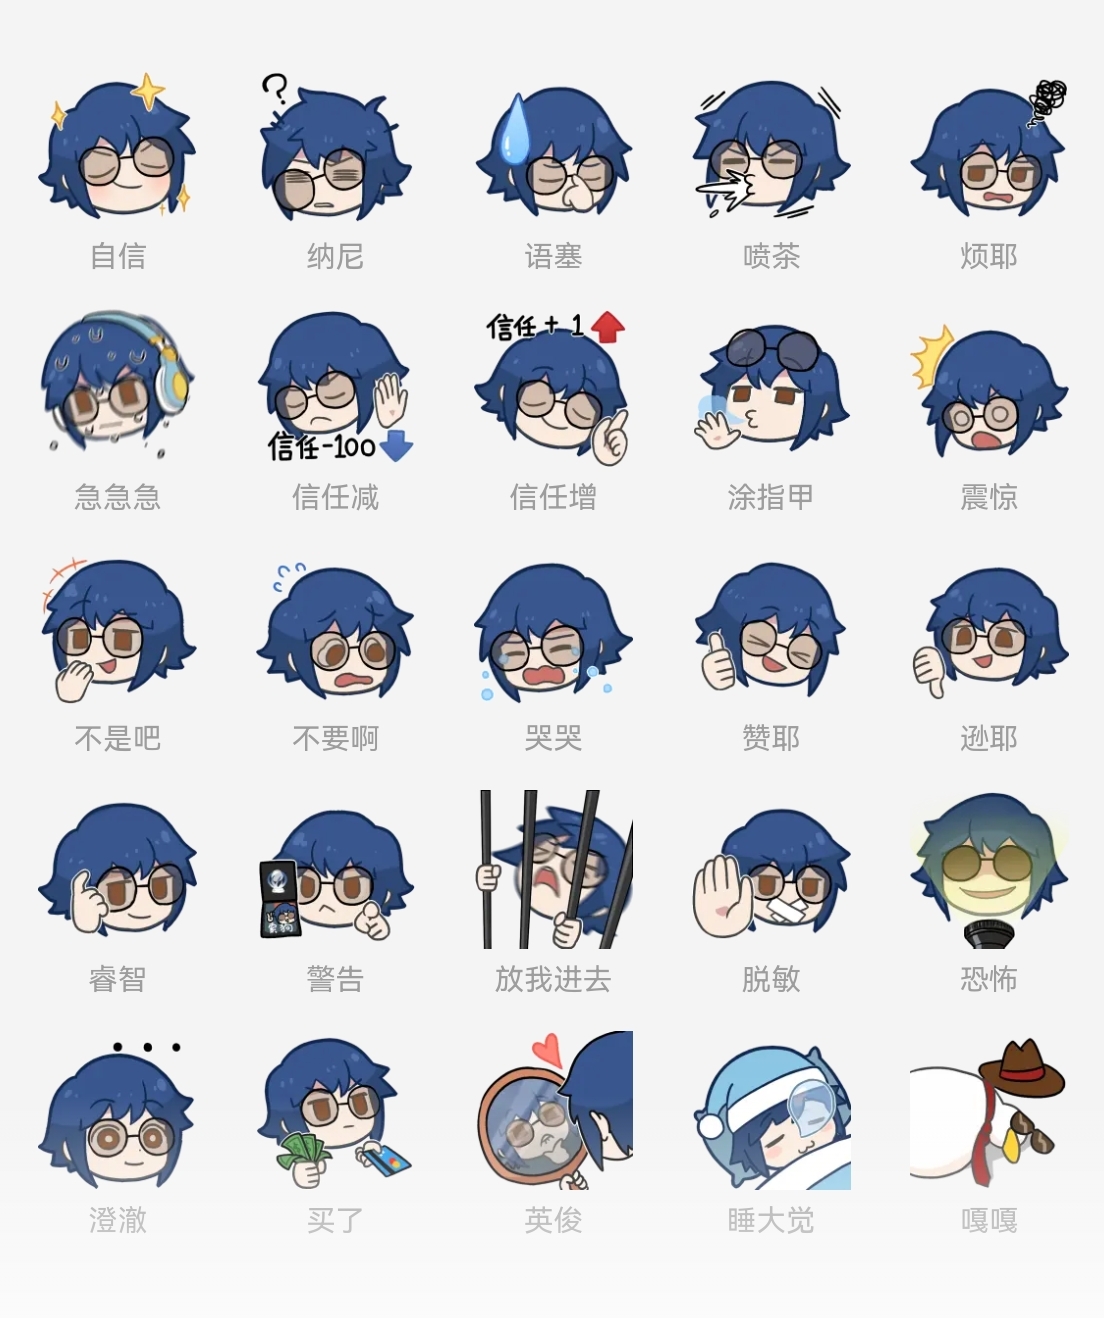 ?
自信
纳尼
语塞
喷茶
烦耶
信任+1
信任-100
急急急
信任减
信任增
涂指甲
震惊
不是吧
不要啊
哭哭
赞耶
逊耶
睿智
警告
放我进去
脱敏
恐怖
澄澈
买了
英俊
睡大觉
嘎嘎